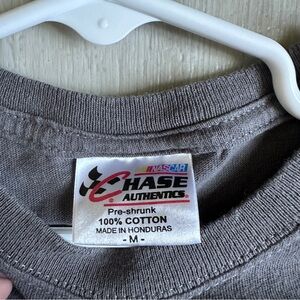 NASCAR
CHASE
AUTHENTICS®
Pre-shrunk
100% COTTON
MADE IN HONDURAS
- M -